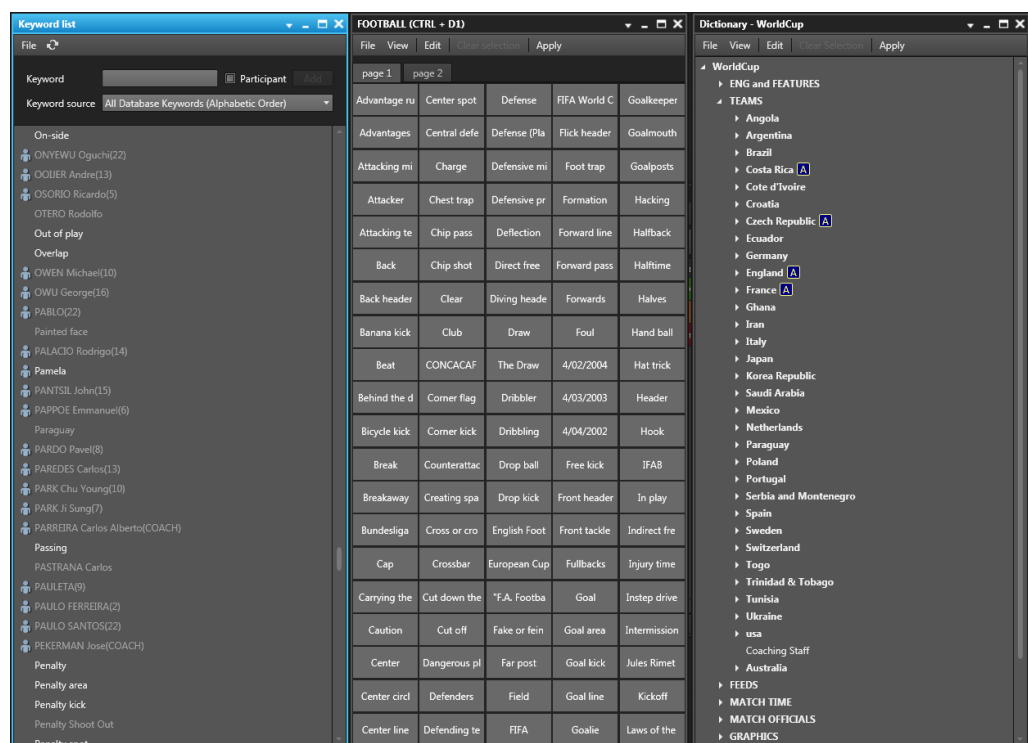 Keyword list
File
Keyword Participant Add
Keyword source All Database Keywords (Alphabetic Order)
On-side
ONYEWU Oguchi(22)
OOIJER Andre(13)
OSORIO Ricardo(5)
OTERO Rodolfo
Out of play
Overlap
OWEN Michael(10)
OWU George(16)
PABLO(22)
Painted face
PALACIO Rodrigo(14)
Pamela
PANTSIL John(15)
PAPPOE Emmanuel(6)
Paraguay
PARDO Pavel(8)
PAREDES Carlos(13)
PARK Chu Young(10)
PARK Ji Sung(7)
PARREIRA Carlos Alberto(COACH)
Passing
PASTRANA Carlos
PAULETA(9)
PAULO FERREIRA(2)
PAULO SANTOS(22)
PEKERMAN Jose(COACH)
Penalty
Penalty area
Penalty kick
Penalty Shoot Out
Penalty spot
FOOTBALL (CTRL + D1)
File View Edit Clear selection Apply
page 1 page 2
Advantage ru Center spot Defense FIFA World C Goalkeeper
Advantages Central defe Defense (Pla Flick header Goalmouth
Attacking mi Charge Defensive mi Foot trap Goalposts
Attacker Chest trap Defensive pr Formation Hacking
Attacking te Chip pass Deflection Forward line Halfback
Back Chip shot Direct free Forward pass Halftime
Back header Clear Diving heade Forwards Halves
Banana kick Club Draw Foul Hand ball
Beat CONCACAF The Draw 4/02/2004 Hat trick
Behind the d Corner flag Dribbler 4/03/2003 Header
Bicycle kick Corner kick Dribbling 4/04/2002 Hook
Break Counterattac Drop ball Free kick IFAB
Breakaway Creating spa Drop kick Front header In play
Bundesliga Cross or cro English Foot Front tackle Indirect fre
Cap Crossbar European Cup Fullbacks Injury time
Carrying the Cut down the "F.A. Footba Goal Instep drive
Caution Cut off Fake or fein Goal area Intermission
Center Dangerous pl Far post Goal kick Jules Rimet
Center circl Defenders Field Goal line Kickoff
Center line Defending te FIFA Goalie Laws of the
Dictionary - WorldCup
File View Edit Clear Selection Apply
WorldCup
ENG and FEATURES
TEAMS
Angola
Argentina
Brazil
Costa Rica A
Cote d'Ivoire
Croatia
Czech Republic A
Ecuador
Germany
England A
France A
Ghana
Iran
Italy
Japan
Korea Republic
Saudi Arabia
Mexico
Netherlands
Paraguay
Poland
Portugal
Serbia and Montenegro
Spain
Sweden
Switzerland
Togo
Trinidad & Tobago
Tunisia
Ukraine
usa
Coaching Staff
Australia
FEEDS
MATCH TIME
MATCH OFFICIALS
GRAPHICS